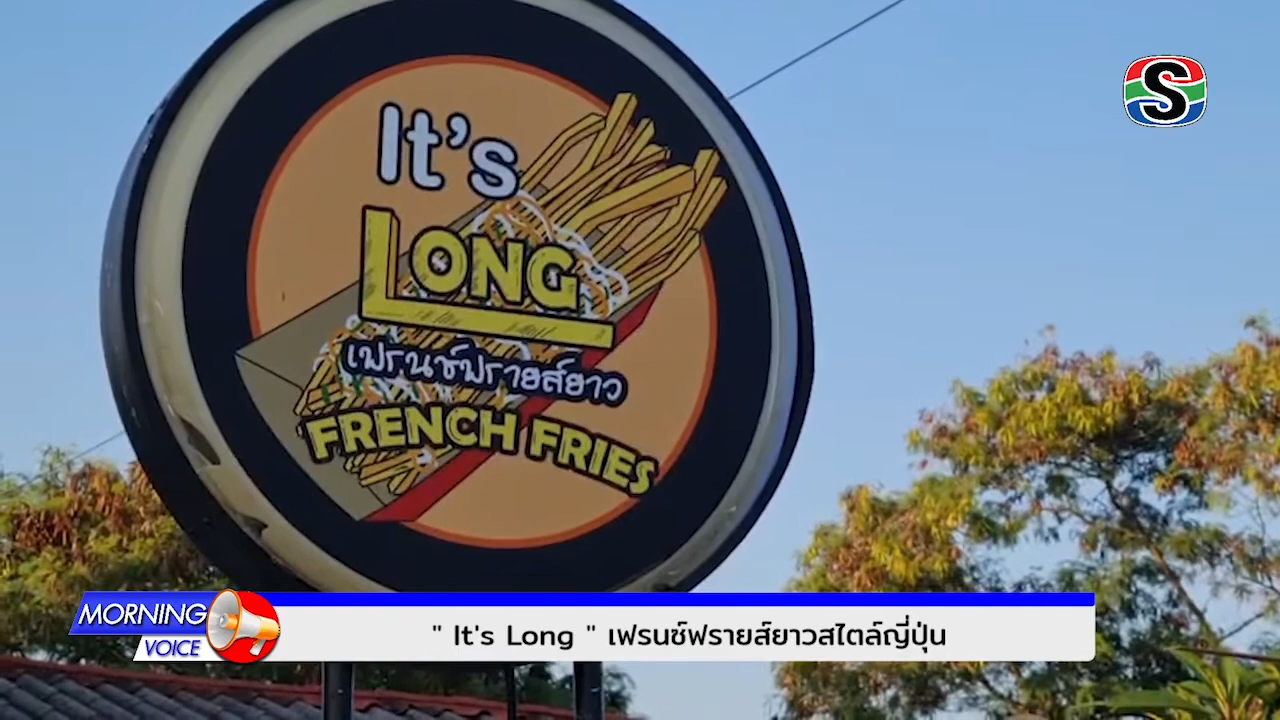 It's
LONG
เฟรนช์ฟรายส์ยาว
FRENCH FRIES
S
MORNING
VOICE
" It's Long " เฟรนซ์ฟรายส์ยาวสไตล์ญี่ปุ่น